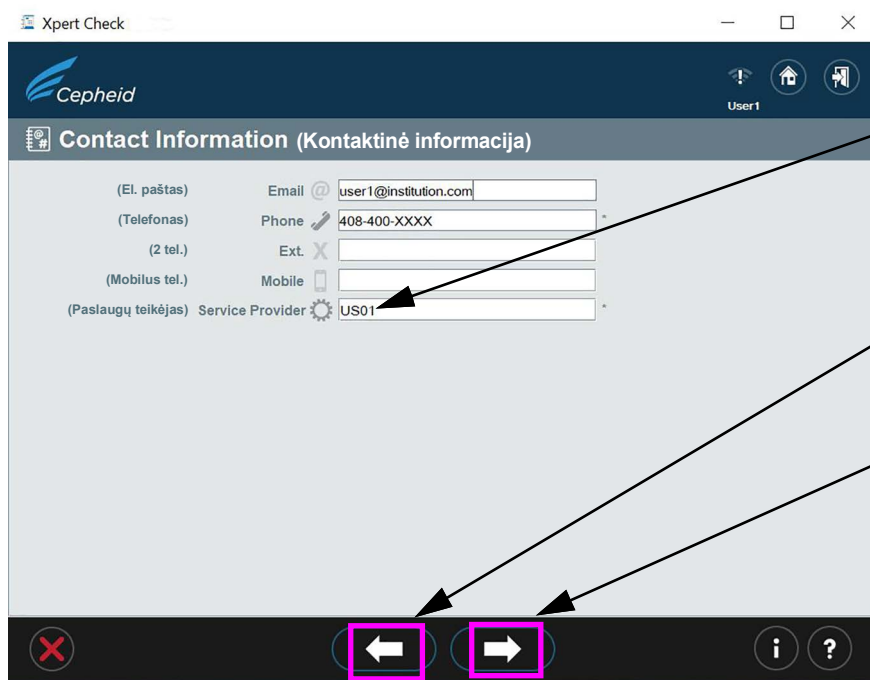 Xpert Check
Cepheid
User1
Contact Information (Kontaktinė informacija)
(El. paštas) Email @ user1@institution.com
(Telefonas) Phone 408-400-XXXX *
(2 tel.) Ext. X
(Mobilus tel.) Mobile
(Paslaugų teikėjas) Service Provider US01 *
i ?